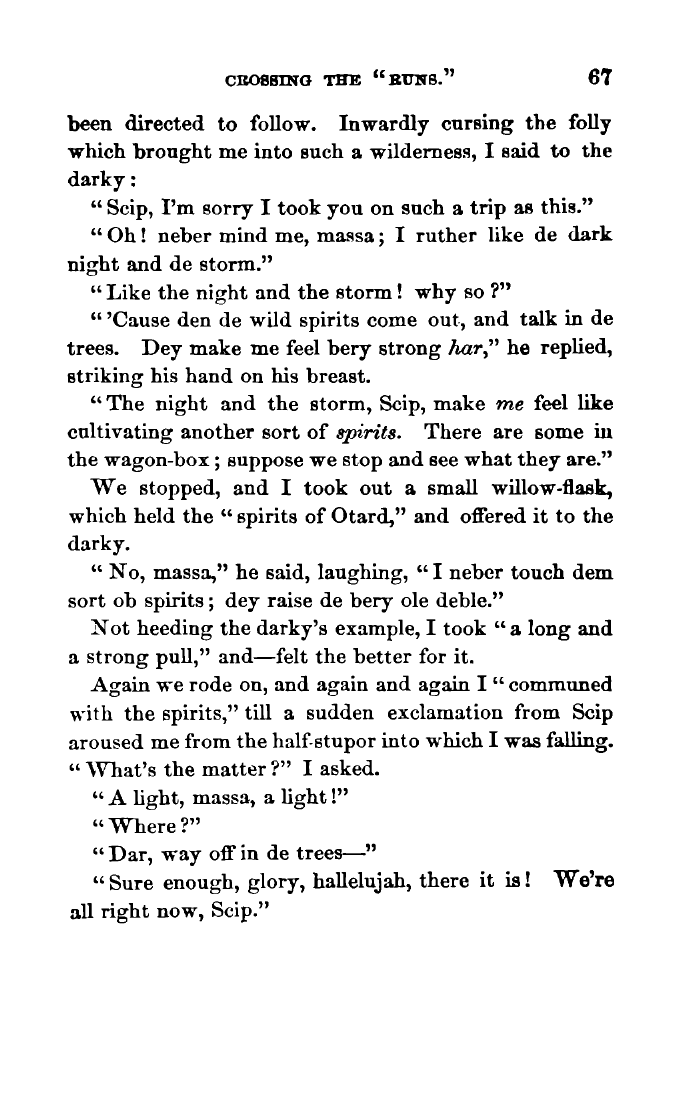 CROSSING THE “RUNS.” 67
been directed to follow. Inwardly cursing the folly
which brought me into such a wilderness, I said to the
darky:
“Scip, I'm sorry I took you on such a trip as this.”
“Oh! neber mind me, massa; I ruther like de dark
night and de storm.”
“Like the night and the storm! why so?”
“'Cause den de wild spirits come out, and talk in de
trees. Dey make me feel bery strong har,” he replied,
striking his hand on his breast.
“The night and the storm, Scip, make me feel like
cultivating another sort of spirits. There are some in
the wagon-box; suppose we stop and see what they are.”
We stopped, and I took out a small willow-flask,
which held the “spirits of Otard,” and offered it to the
darky.
“No, massa,” he said, laughing, “I neber touch dem
sort ob spirits; dey raise de bery ole deble.”
Not heeding the darky's example, I took “a long and
a strong pull,” and—felt the better for it.
Again we rode on, and again and again I “communed
with the spirits,” till a sudden exclamation from Scip
aroused me from the half-stupor into which I was falling.
“What's the matter?” I asked.
“A light, massa, a light!”
“Where?”
“Dar, way off in de trees—”
“Sure enough, glory, hallelujah, there it is! We're
all right now, Scip.”